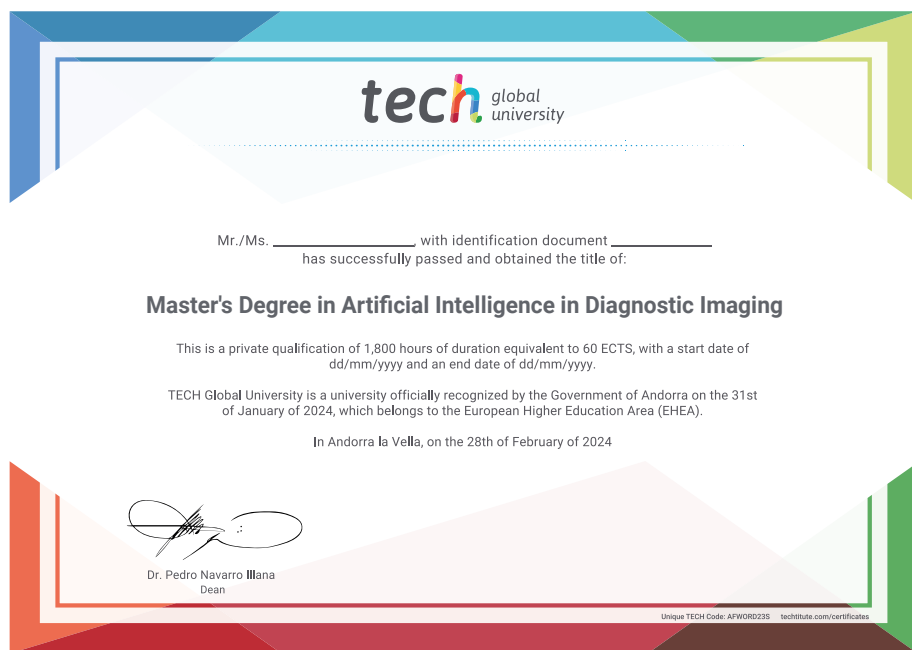 tech global university
Mr./Ms. ____________________, with identification document ______________
has successfully passed and obtained the title of:
Master's Degree in Artificial Intelligence in Diagnostic Imaging
This is a private qualification of 1,800 hours of duration equivalent to 60 ECTS, with a start date of
dd/mm/yyyy and an end date of dd/mm/yyyy.
TECH Global University is a university officially recognized by the Government of Andorra on the 31st
of January of 2024, which belongs to the European Higher Education Area (EHEA).
In Andorra la Vella, on the 28th of February of 2024
Dr. Pedro Navarro Illana
Dean
Unique TECH Code: AFWORD23S techtitute.com/certificates